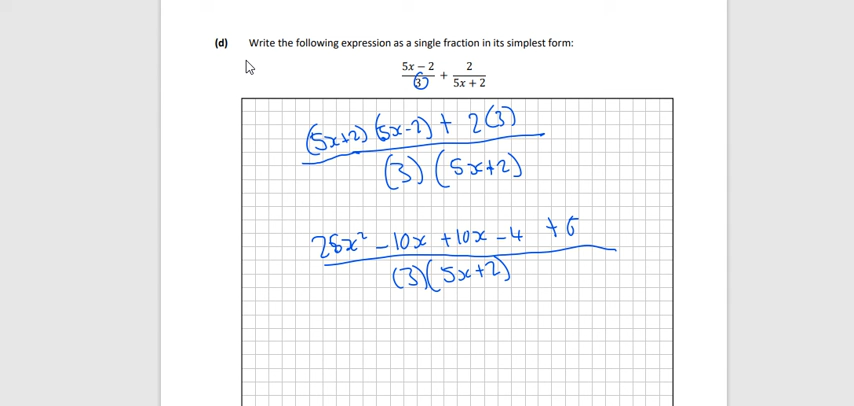 (d) Write the following expression as a single fraction in its simplest form:
5x − 2 2
+
3 5x + 2
(5x+2) (5x-2) + 2(3)
(3) (5x+2)
25x² - 10x + 10x - 4 + 6
(3)(5x+2)